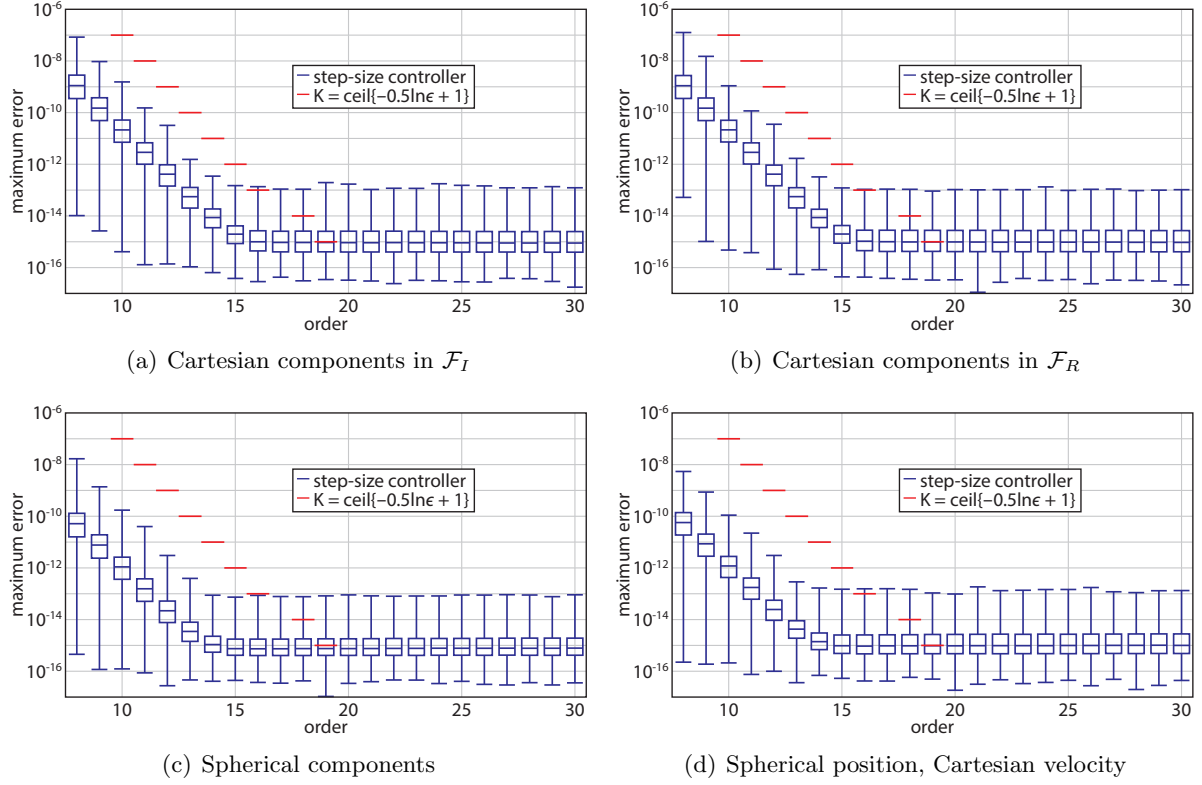 10⁻⁶
10⁻⁸
10⁻¹⁰
10⁻¹²
10⁻¹⁴
10⁻¹⁶
maximum error
step-size controller
K = ceil{−0.5lnϵ + 1}
10 15 20 25 30
order
(a) Cartesian components in F_I
10⁻⁶
10⁻⁸
10⁻¹⁰
10⁻¹²
10⁻¹⁴
10⁻¹⁶
maximum error
step-size controller
K = ceil{−0.5lnϵ + 1}
10 15 20 25 30
order
(b) Cartesian components in F_R
10⁻⁶
10⁻⁸
10⁻¹⁰
10⁻¹²
10⁻¹⁴
10⁻¹⁶
maximum error
step-size controller
K = ceil{−0.5lnϵ + 1}
10 15 20 25 30
order
(c) Spherical components
10⁻⁶
10⁻⁸
10⁻¹⁰
10⁻¹²
10⁻¹⁴
10⁻¹⁶
maximum error
step-size controller
K = ceil{−0.5lnϵ + 1}
10 15 20 25 30
order
(d) Spherical position, Cartesian velocity